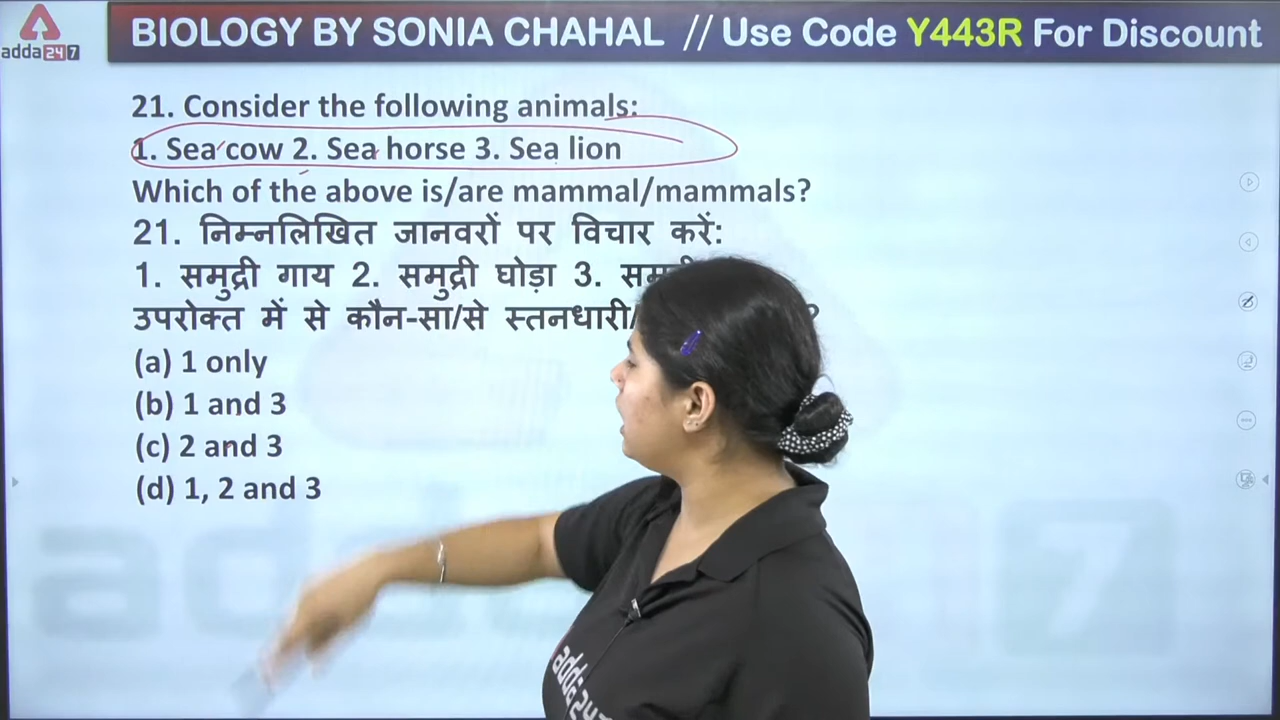 adda247
BIOLOGY BY SONIA CHAHAL // Use Code Y443R For Discount
21. Consider the following animals:
1. Sea cow 2. Sea horse 3. Sea lion
Which of the above is/are mammal/mammals?
21. निम्नलिखित जानवरों पर विचार करें:
1. समुद्री गाय 2. समुद्री घोड़ा 3.
उपरोक्त में से कौन-सा/से स्तनधारी/
(a) 1 only
(b) 1 and 3
(c) 2 and 3
(d) 1, 2 and 3
adda247